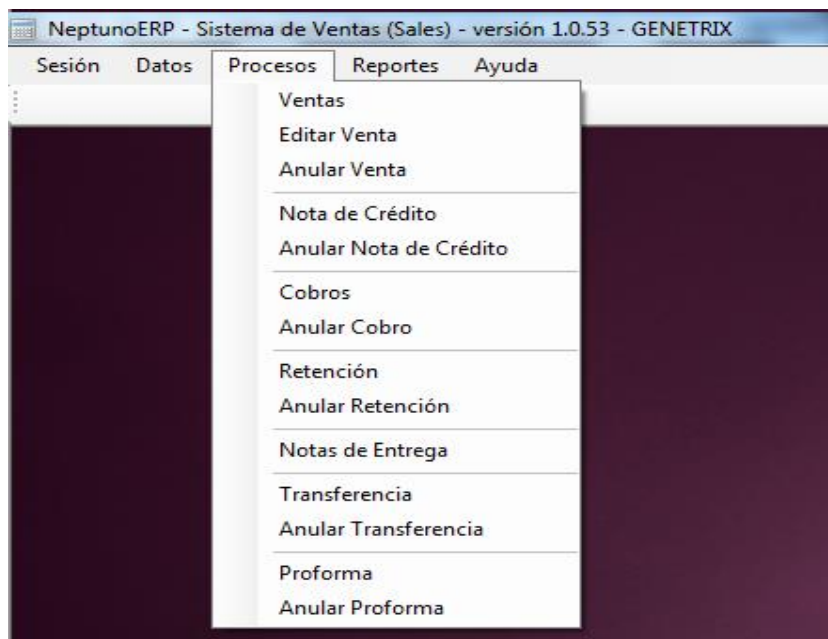 NeptunoERP - Sistema de Ventas (Sales) - versión 1.0.53 - GENETRIX
Sesión Datos Procesos Reportes Ayuda
Ventas
Editar Venta
Anular Venta
Nota de Crédito
Anular Nota de Crédito
Cobros
Anular Cobro
Retención
Anular Retención
Notas de Entrega
Transferencia
Anular Transferencia
Proforma
Anular Proforma